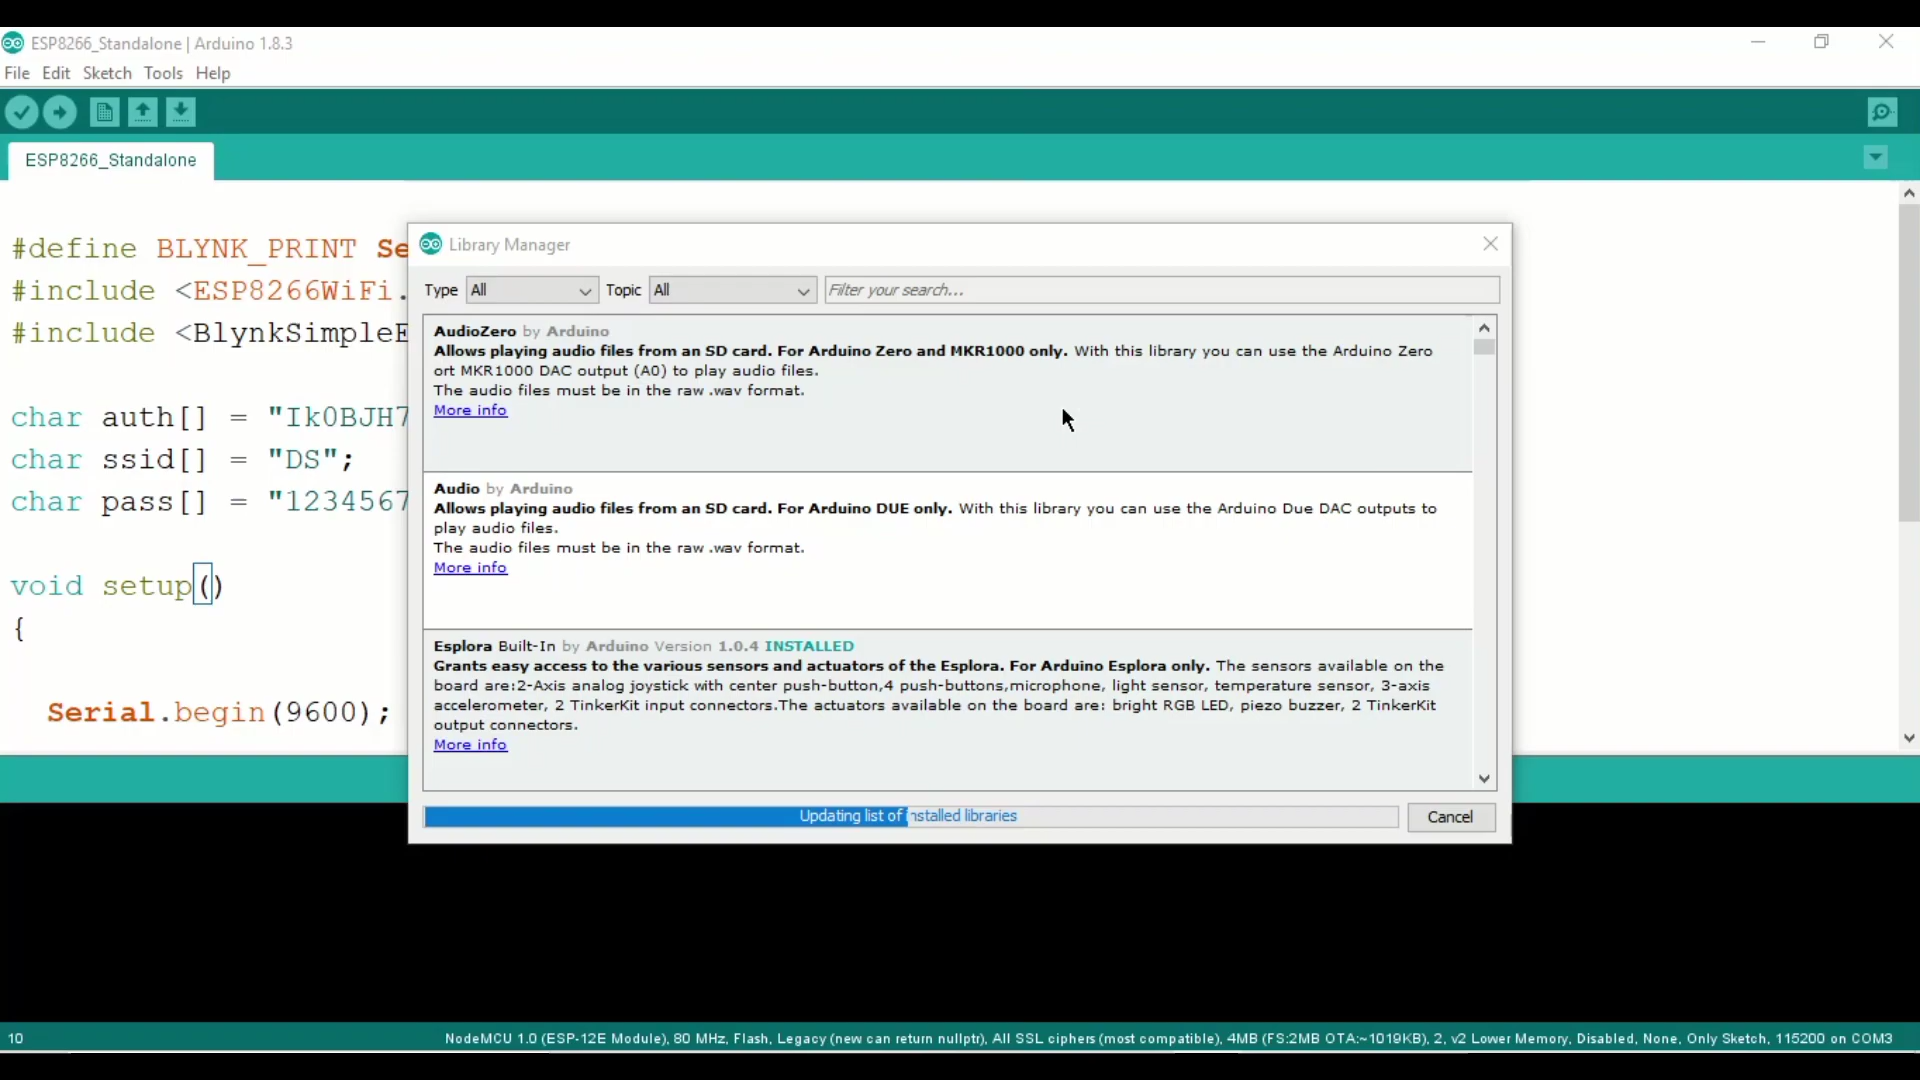 ESP8266_Standalone | Arduino 1.8.3
File Edit Sketch Tools Help
ESP8266_Standalone
#define BLYNK_PRINT Se
#include <ESP8266WiFi.
#include <BlynkSimpleE
char auth[] = "Ik0BJH7
char ssid[] = "DS";
char pass[] = "1234567
void setup()
{
Serial.begin(9600);
Library Manager
Type All Topic All Filter your search...
AudioZero by Arduino
Allows playing audio files from an SD card. For Arduino Zero and MKR1000 only. With this library you can use the Arduino Zero
ort MKR1000 DAC output (A0) to play audio files.
The audio files must be in the raw .wav format.
More info
Audio by Arduino
Allows playing audio files from an SD card. For Arduino DUE only. With this library you can use the Arduino Due DAC outputs to
play audio files.
The audio files must be in the raw .wav format.
More info
Esplora Built-In by Arduino Version 1.0.4 INSTALLED
Grants easy access to the various sensors and actuators of the Esplora. For Arduino Esplora only. The sensors available on the
board are:2-Axis analog joystick with center push-button,4 push-buttons,microphone, light sensor, temperature sensor, 3-axis
accelerometer, 2 TinkerKit input connectors.The actuators available on the board are: bright RGB LED, piezo buzzer, 2 TinkerKit
output connectors.
More info
Updating list of installed libraries
Cancel
10 NodeMCU 1.0 (ESP-12E Module), 80 MHz, Flash, Legacy (new can return nullptr), All SSL ciphers (most compatible), 4MB (FS:2MB OTA:~1019KB), 2, v2 Lower Memory, Disabled, None, Only Sketch, 115200 on COM3